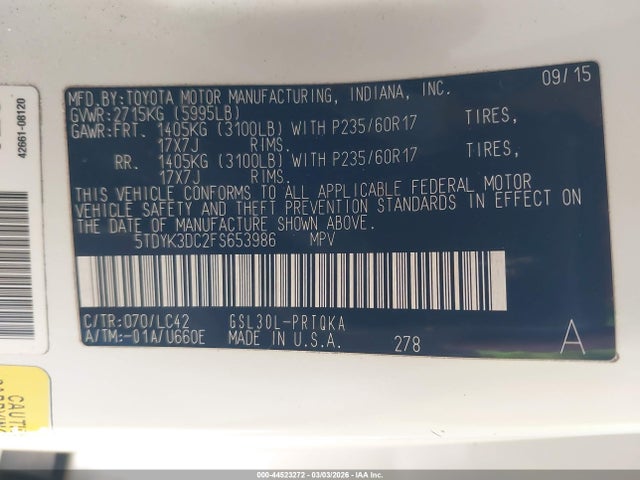 MFD.BY:TOYOTA MOTOR MANUFACTURING, INDIANA, INC. 09/15
GVWR:2715KG (5995LB)
GAWR:FRT. 1405KG (3100LB) WITH P235/60R17 TIRES,
17X7J RIMS.
RR. 1405KG (3100LB) WITH P235/60R17 TIRES,
17X7J RIMS.
THIS VEHICLE CONFORMS TO ALL APPLICABLE FEDERAL MOTOR
VEHICLE SAFETY AND THEFT PREVENTION STANDARDS IN EFFECT ON
THE DATE OF MANUFACTURE SHOWN ABOVE.
5TDYK3DC2FS653986 MPV
C/TR:070/LC42 GSL30L-PRTQKA
A/TM:-01A/U660E MADE IN U.S.A. 278 A
42661-08120
000-44523272 - 03/03/2026 - IAAI.CA